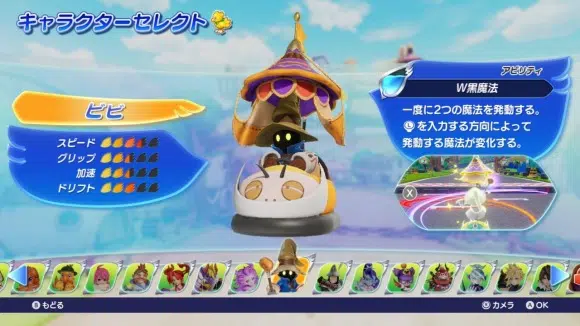 キャラクターセレクト
ビビ
スピード
グリップ
加速
ドリフト
アビリティ
W黒魔法
一度に2つの魔法を発動する。
Ⓛを入力する方向によって
発動する魔法が変化する。
X
B もどる
カメラ
A OK